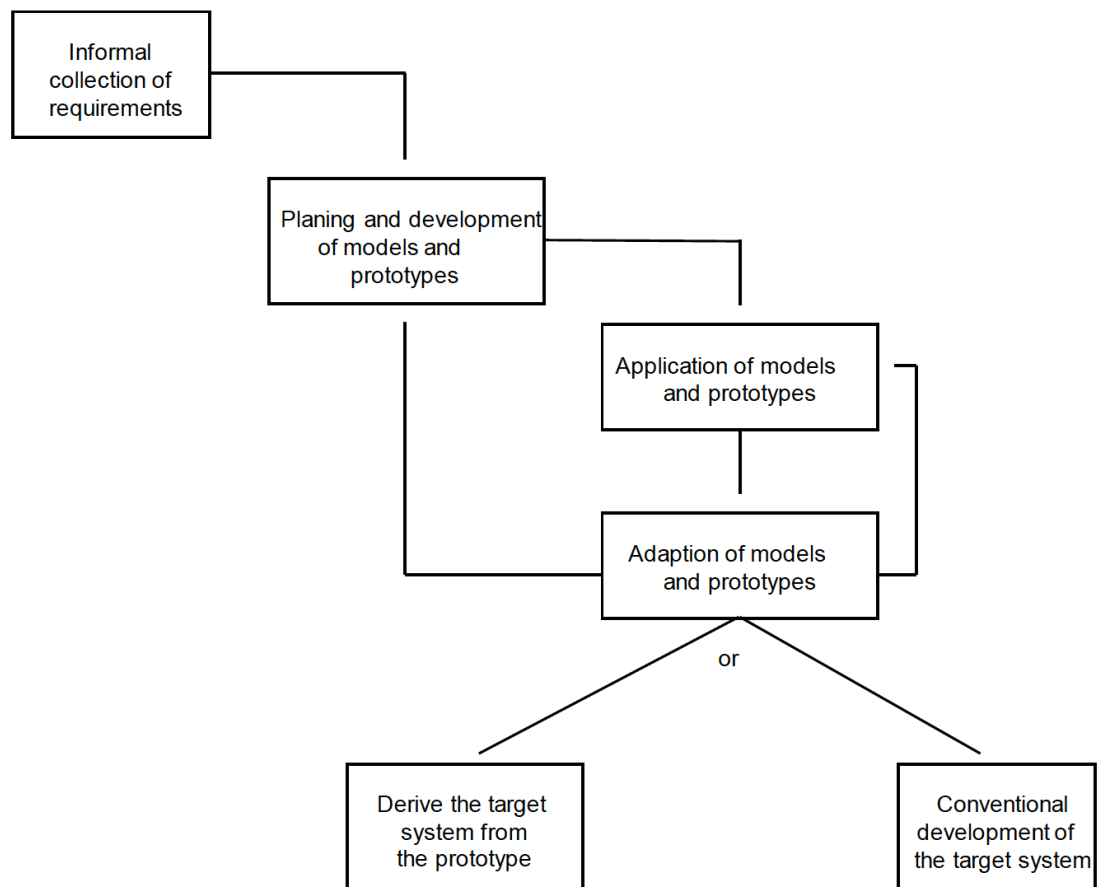 Informal
collection of
requirements
Planing and development
of models and
prototypes
Application of models
and prototypes
Adaption of models
and prototypes
or
Derive the target
system from
the prototype
Conventional
development of
the target system